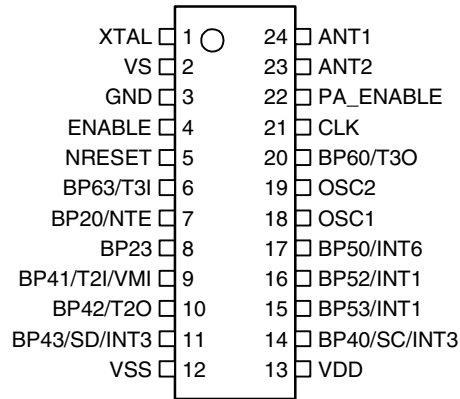 XTAL 1 24 ANT1
VS 2 23 ANT2
GND 3 22 PA_ENABLE
ENABLE 4 21 CLK
NRESET 5 20 BP60/T3O
BP63/T3I 6 19 OSC2
BP20/NTE 7 18 OSC1
BP23 8 17 BP50/INT6
BP41/T2I/VMI 9 16 BP52/INT1
BP42/T2O 10 15 BP53/INT1
BP43/SD/INT3 11 14 BP40/SC/INT3
VSS 12 13 VDD